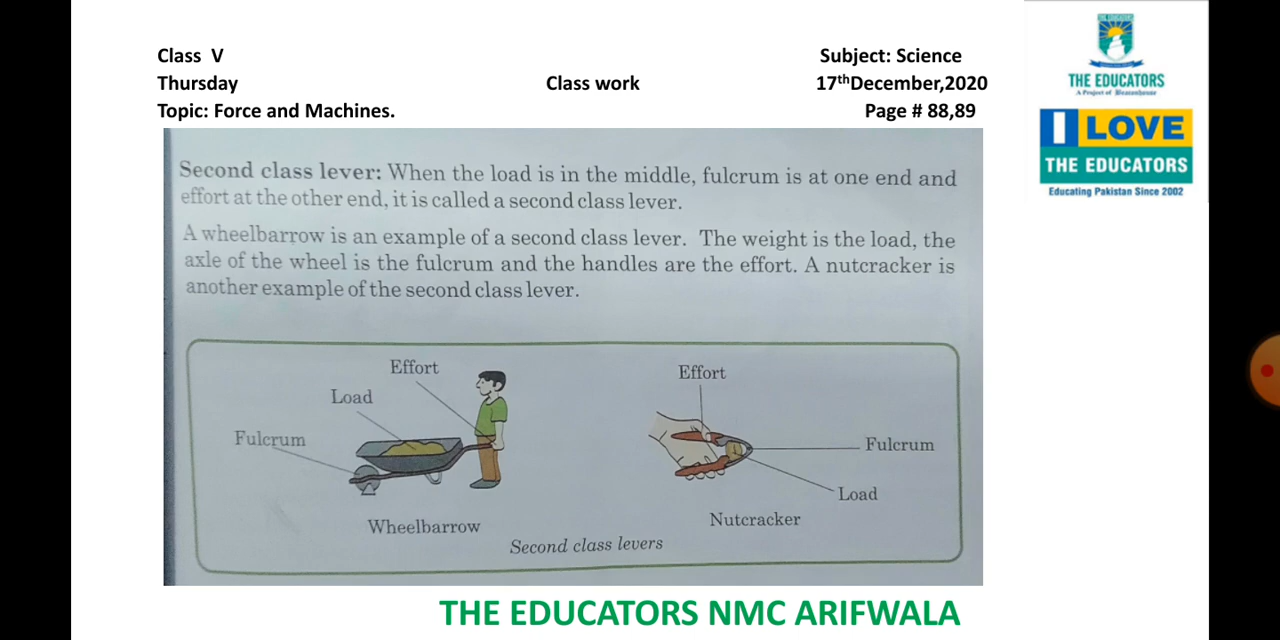 Class V
Subject: Science
Thursday
Class work
17thDecember,2020
Topic: Force and Machines.
Page # 88,89
THE EDUCATORS
THE EDUCATORS
A Project of Beaconhouse
I LOVE
THE EDUCATORS
Educating Pakistan Since 2002
Second class lever: When the load is in the middle, fulcrum is at one end and
effort at the other end, it is called a second class lever.
A wheelbarrow is an example of a second class lever. The weight is the load, the
axle of the wheel is the fulcrum and the handles are the effort. A nutcracker is
another example of the second class lever.
Effort
Load
Fulcrum
Wheelbarrow
Effort
Fulcrum
Load
Nutcracker
Second class levers
THE EDUCATORS NMC ARIFWALA